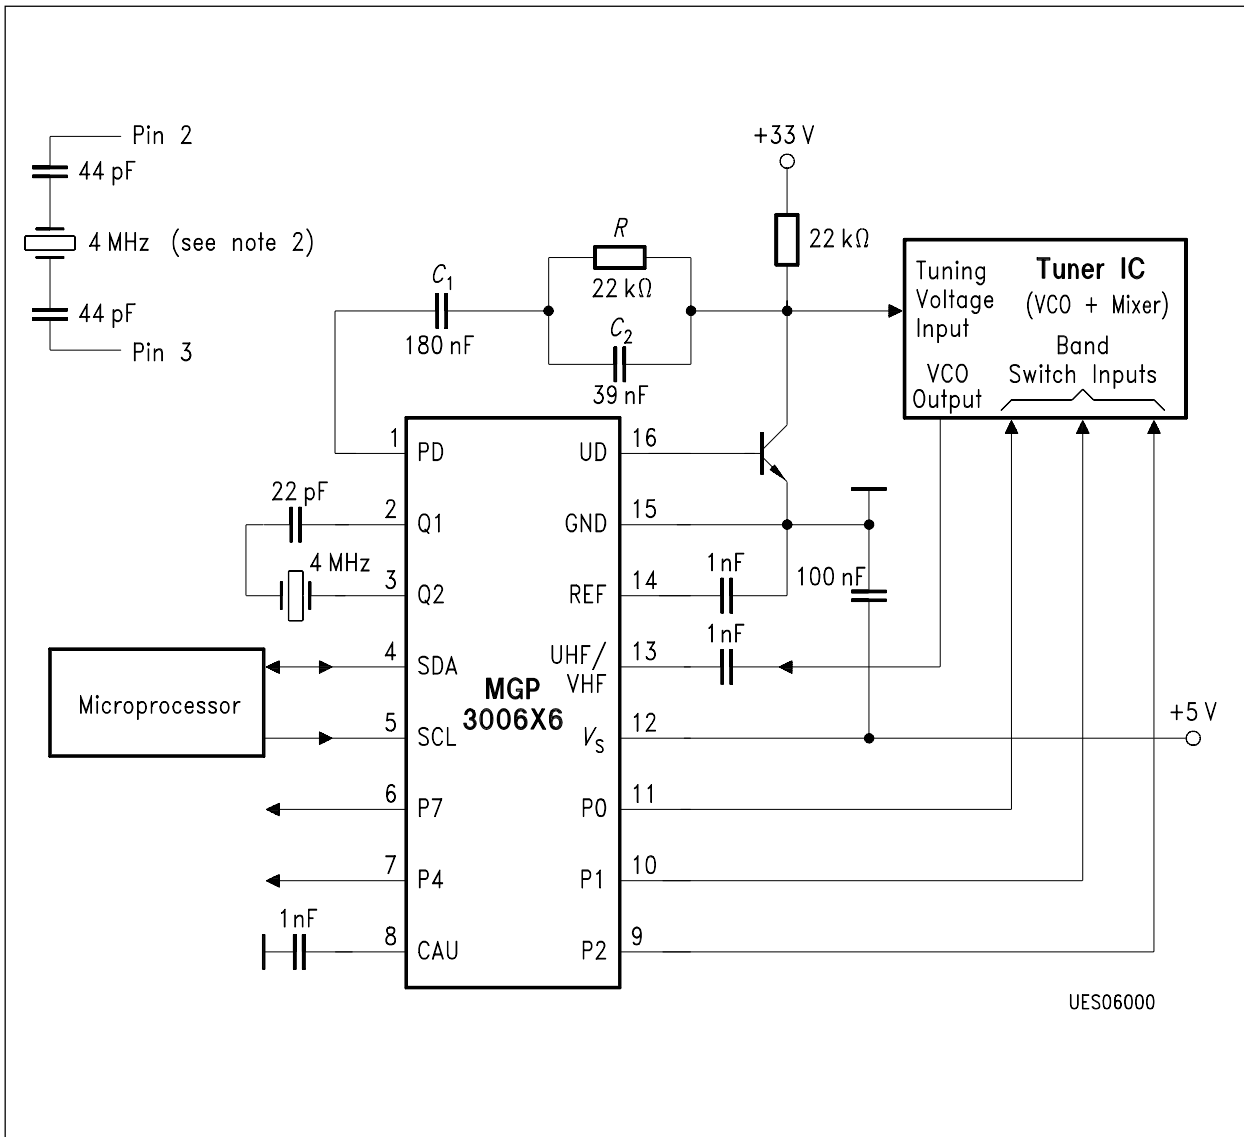 Pin 2
44 pF
4 MHz (see note 2)
44 pF
Pin 3
+33 V
22 kΩ
R
22 kΩ
C1
180 nF
C2
39 nF
Tuning
Voltage
Input
Tuner IC
(VCO + Mixer)
Band
Switch Inputs
VCO
Output
1 PD
22 pF
2 Q1
4 MHz
3 Q2
Microprocessor
4 SDA
5 SCL
6 P7
7 P4
1 nF
8 CAU
MGP
3006X6
UD 16
GND 15
REF 14
1 nF
100 nF
UHF/
VHF
13
1 nF
VS 12
+5 V
P0 11
P1 10
P2 9
UES06000